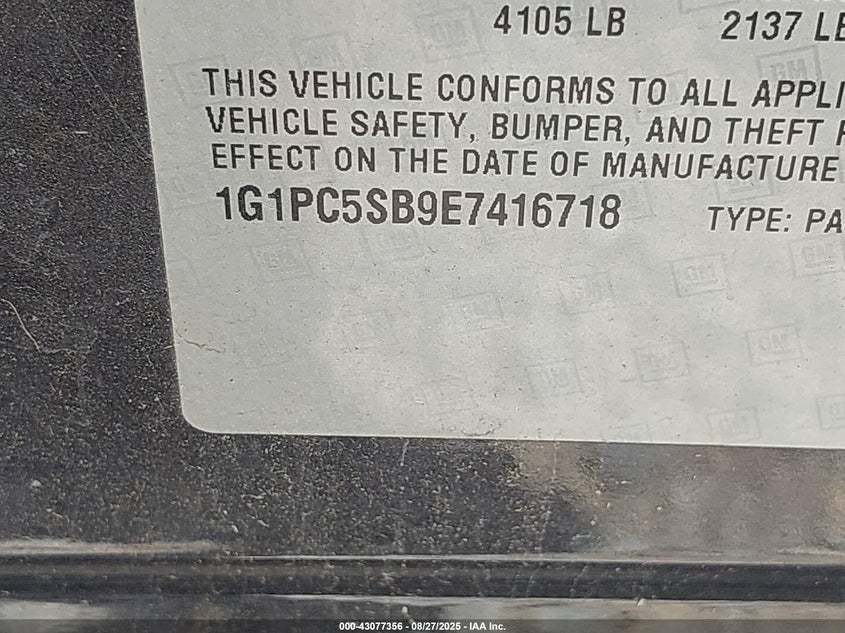 4105 LB 2137 LB
THIS VEHICLE CONFORMS TO ALL APPLI
VEHICLE SAFETY, BUMPER, AND THEFT
EFFECT ON THE DATE OF MANUFACTURE
1G1PC5SB9E7416718 TYPE: PA
GM
000-43077356 - 08/27/2025 - IAA Inc.